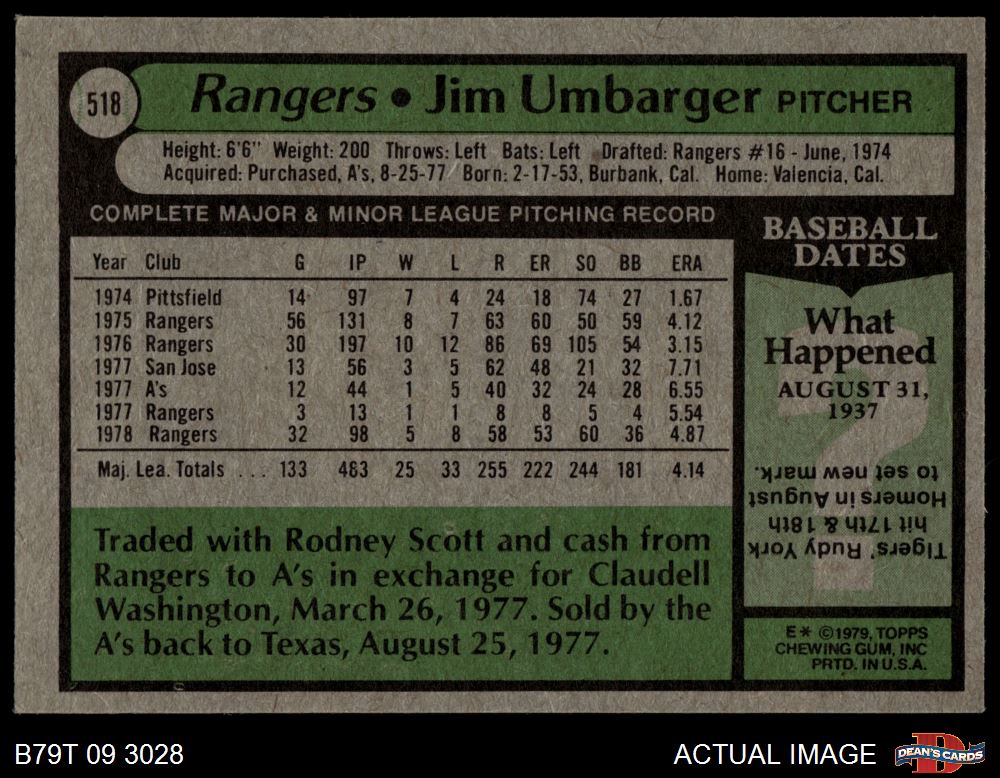 518
Rangers • Jim Umbarger PITCHER
Height: 6'6" Weight: 200 Throws: Left Bats: Left Drafted: Rangers #16 - June, 1974
Acquired: Purchased, A's, 8-25-77 Born: 2-17-53, Burbank, Cal. Home: Valencia, Cal.
COMPLETE MAJOR & MINOR LEAGUE PITCHING RECORD
Year Club G IP W L R ER SO BB ERA
1974 Pittsfield 14 97 7 4 24 18 74 27 1.67
1975 Rangers 56 131 8 7 63 60 50 59 4.12
1976 Rangers 30 197 10 12 86 69 105 54 3.15
1977 San Jose 13 56 3 5 62 48 21 32 7.71
1977 A's 12 44 1 5 40 32 24 28 6.55
1977 Rangers 3 13 1 1 8 8 5 4 5.54
1978 Rangers 32 98 5 8 58 53 60 36 4.87
Maj. Lea. Totals . . . 133 483 25 33 255 222 244 181 4.14
Traded with Rodney Scott and cash from
Rangers to A's in exchange for Claudell
Washington, March 26, 1977. Sold by the
A's back to Texas, August 25, 1977.
BASEBALL
DATES
What
Happened
AUGUST 31,
1937
?
Tigers' Rudy York
hit 17th & 18th
Homers in August
to set new mark.
E* ©1979, TOPPS
CHEWING GUM, INC
PRTD. IN U.S.A.
B79T 09 3028
ACTUAL IMAGE
DEAN'S CARDS